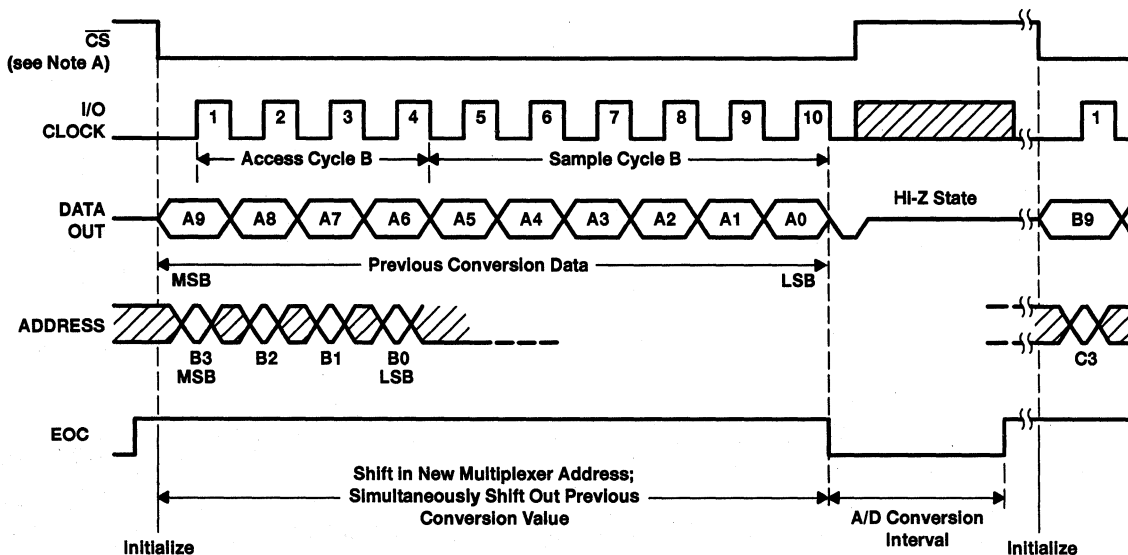 CS
(see Note A)
I/O
CLOCK
1 2 3 4 5 6 7 8 9 10 1
Access Cycle B
Sample Cycle B
DATA
OUT
A9 A8 A7 A6 A5 A4 A3 A2 A1 A0
Hi-Z State
B9
Previous Conversion Data
MSB
LSB
ADDRESS
B3 B2 B1 B0
MSB
LSB
C3
EOC
Shift in New Multiplexer Address;
Simultaneously Shift Out Previous
Conversion Value
A/D Conversion
Interval
Initialize
Initialize